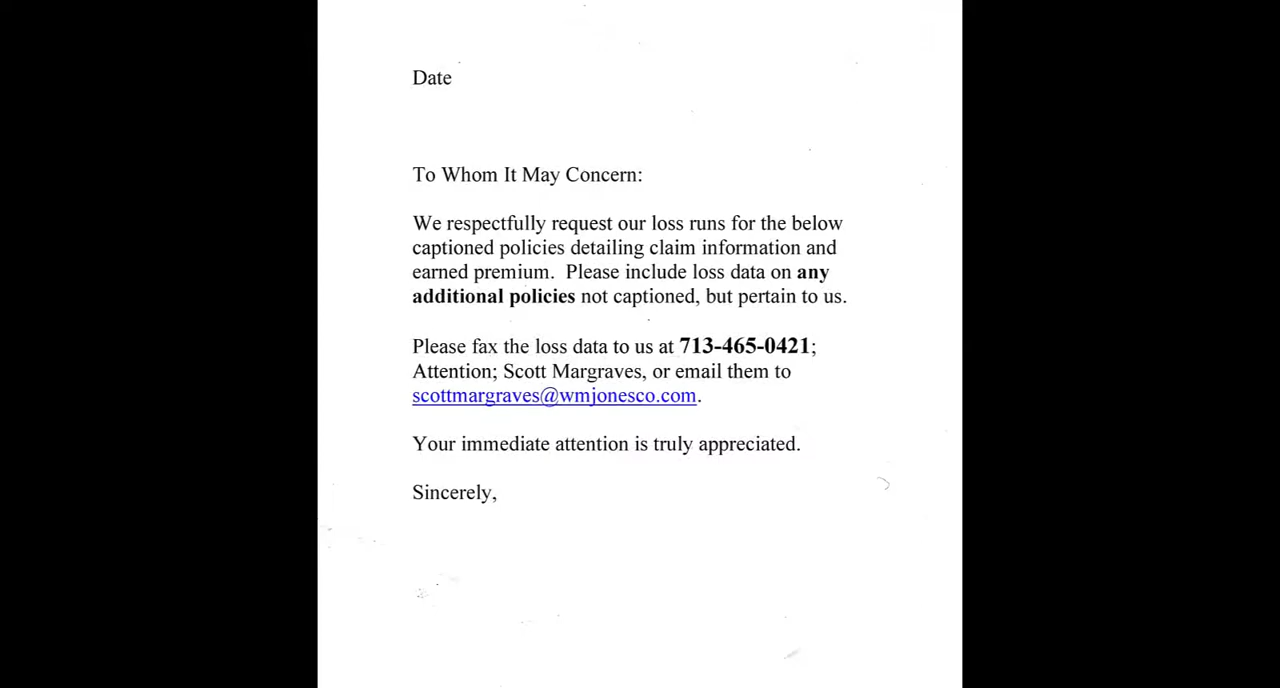 Date
To Whom It May Concern:
We respectfully request our loss runs for the below
captioned policies detailing claim information and
earned premium.  Please include loss data on any
additional policies not captioned, but pertain to us.
Please fax the loss data to us at 713-465-0421;
Attention; Scott Margraves, or email them to
scottmargraves@wmjonesco.com.
Your immediate attention is truly appreciated.
Sincerely,